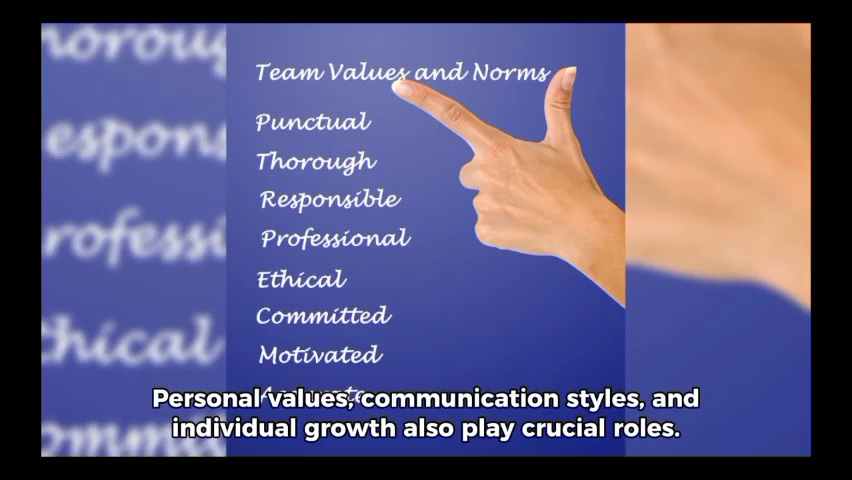 Team Values and Norms
Punctual
Thorough
Responsible
Professional
Ethical
Committed
Motivated
Personal values, communication styles, and
individual growth also play crucial roles.